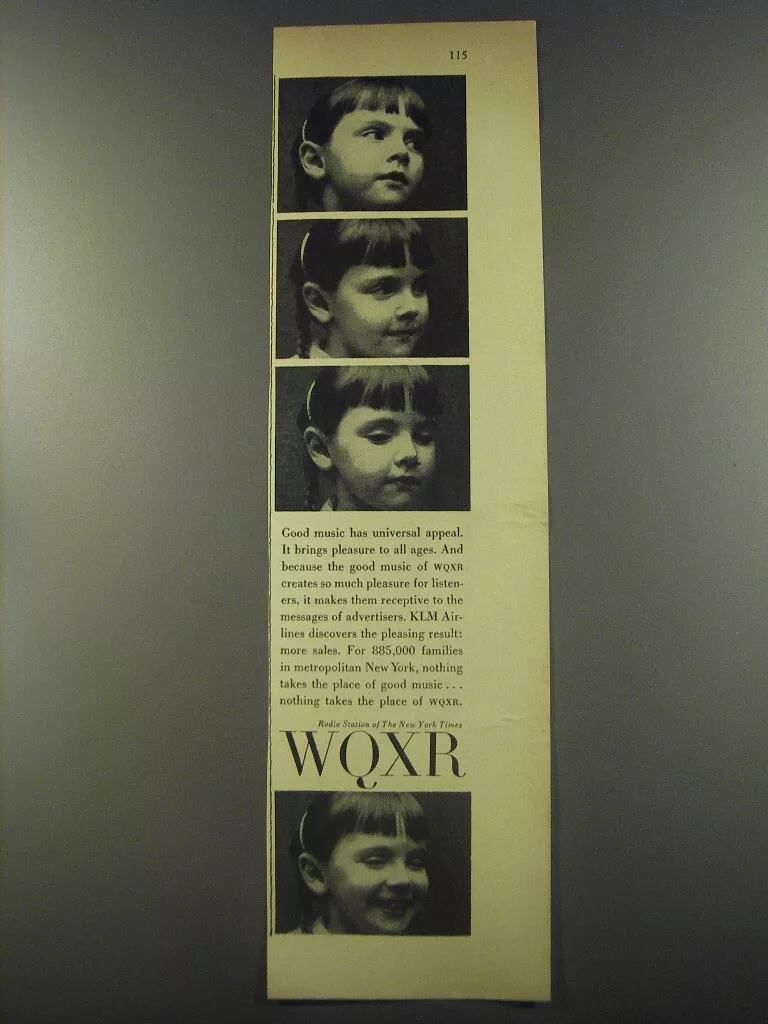 115
Good music has universal appeal.
It brings pleasure to all ages. And
because the good music of WQXR
creates so much pleasure for listen-
ers, it makes them receptive to the
messages of advertisers. KLM Air-
lines discovers the pleasing result:
more sales. For 885,000 families
in metropolitan New York, nothing
takes the place of good music...
nothing takes the place of WQXR.
Radio Station of The New York Times
WQXR